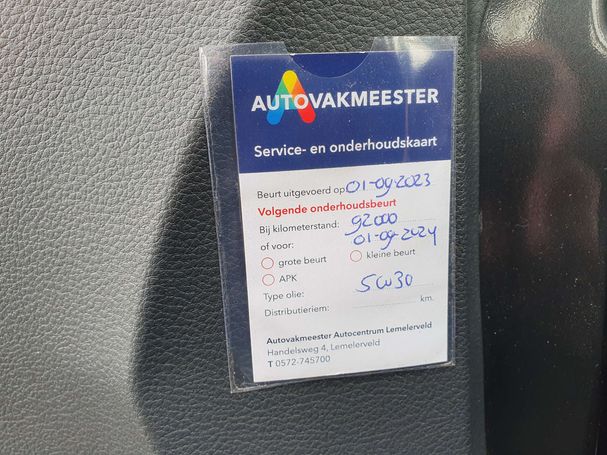 AUTOVAKMEESTER
Service- en onderhoudskaart
Beurt uitgevoerd op: 01-09-2023
Volgende onderhoudsbeurt
Bij kilometerstand: 92000
of voor: 01-09-2024
grote beurt kleine beurt
APK
Type olie: 5W30
Distributieriem: km.
Autovakmeester Autocentrum Lemelerveld
Handelsweg 4, Lemelerveld
T 0572-745700